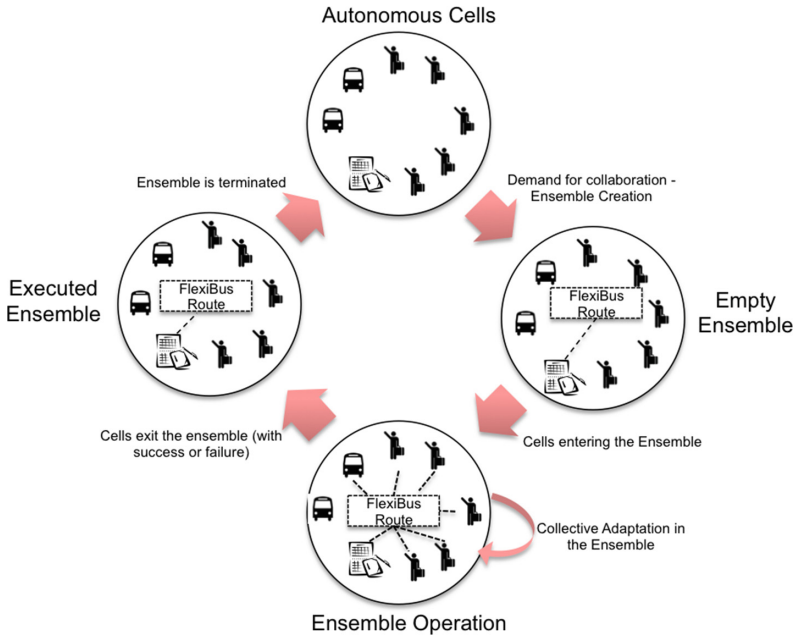 Autonomous Cells
Ensemble is terminated
Demand for collaboration -
Ensemble Creation
Executed
Ensemble
FlexiBus
Route
FlexiBus
Route
Empty
Ensemble
Cells exit the ensemble (with
success or failure)
Cells entering the Ensemble
FlexiBus
Route
Collective Adaptation in
the Ensemble
Ensemble Operation